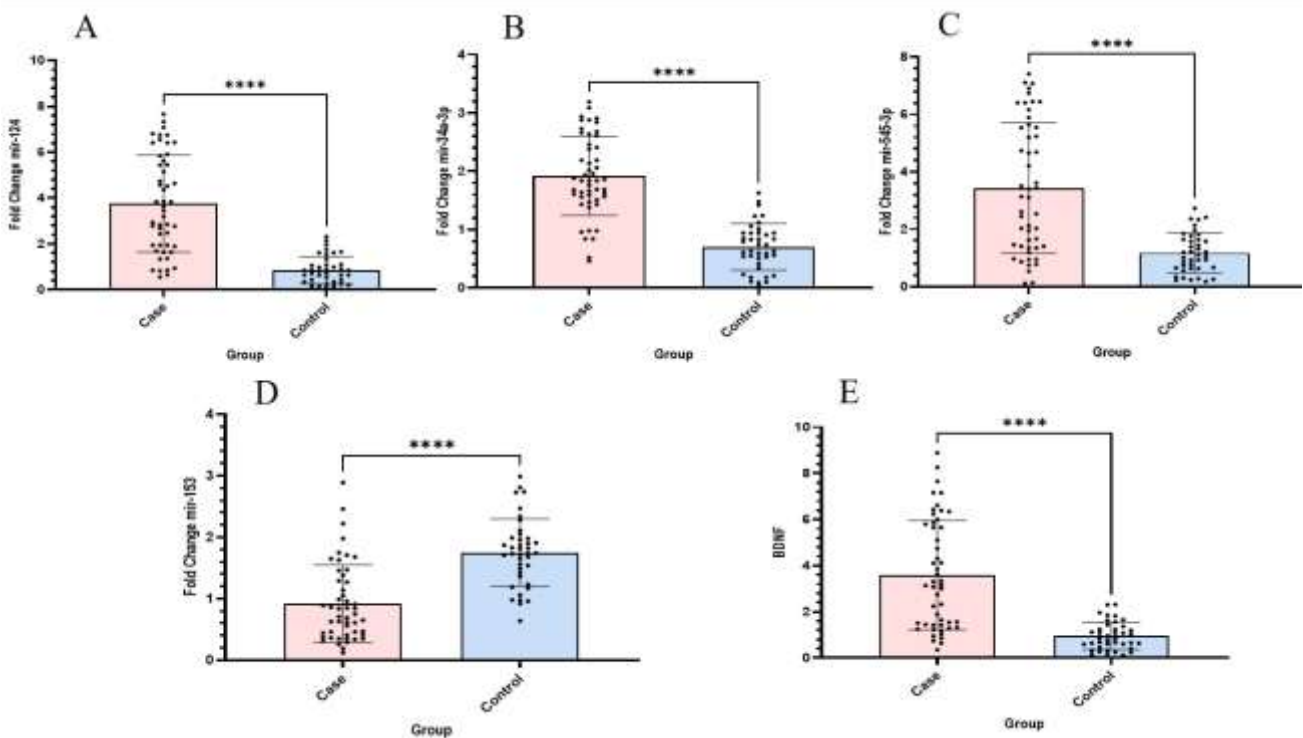 A
Fold Change mir-124
10
8
6
4
2
0
****
Case
Control
Group
B
Fold Change mir-34a-3p
4
3
2
1
0
****
Case
Control
Group
C
Fold Change mir-545-3p
8
6
4
2
0
****
Case
Control
Group
D
Fold Change mir-153
4
3
2
1
0
****
Case
Control
Group
E
BDNF
10
8
6
4
2
0
****
Case
Control
Group